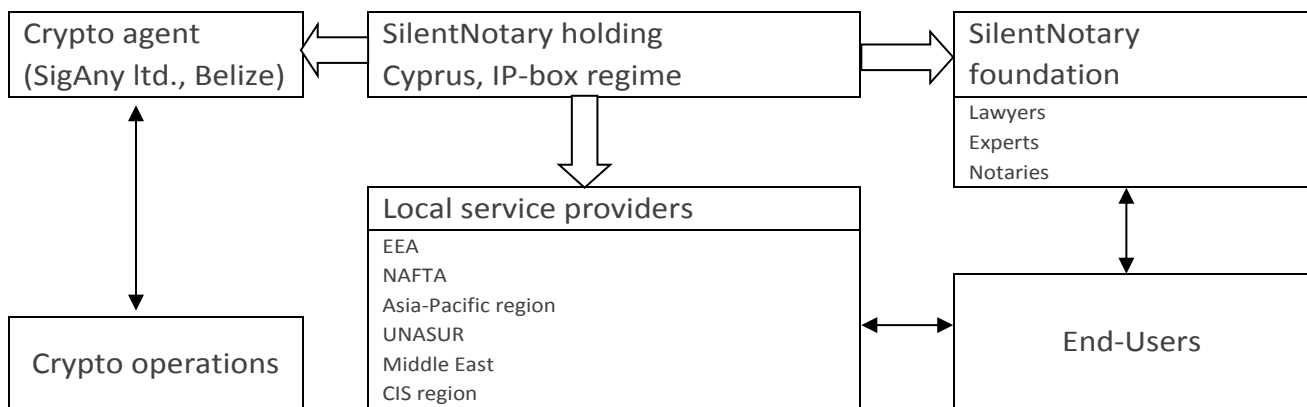 Crypto agent
(SigAny ltd., Belize)
SilentNotary holding
Cyprus, IP-box regime
SilentNotary
foundation
Lawyers
Experts
Notaries
Local service providers
EEA
NAFTA
Asia-Pacific region
UNASUR
Middle East
CIS region
Crypto operations
End-Users